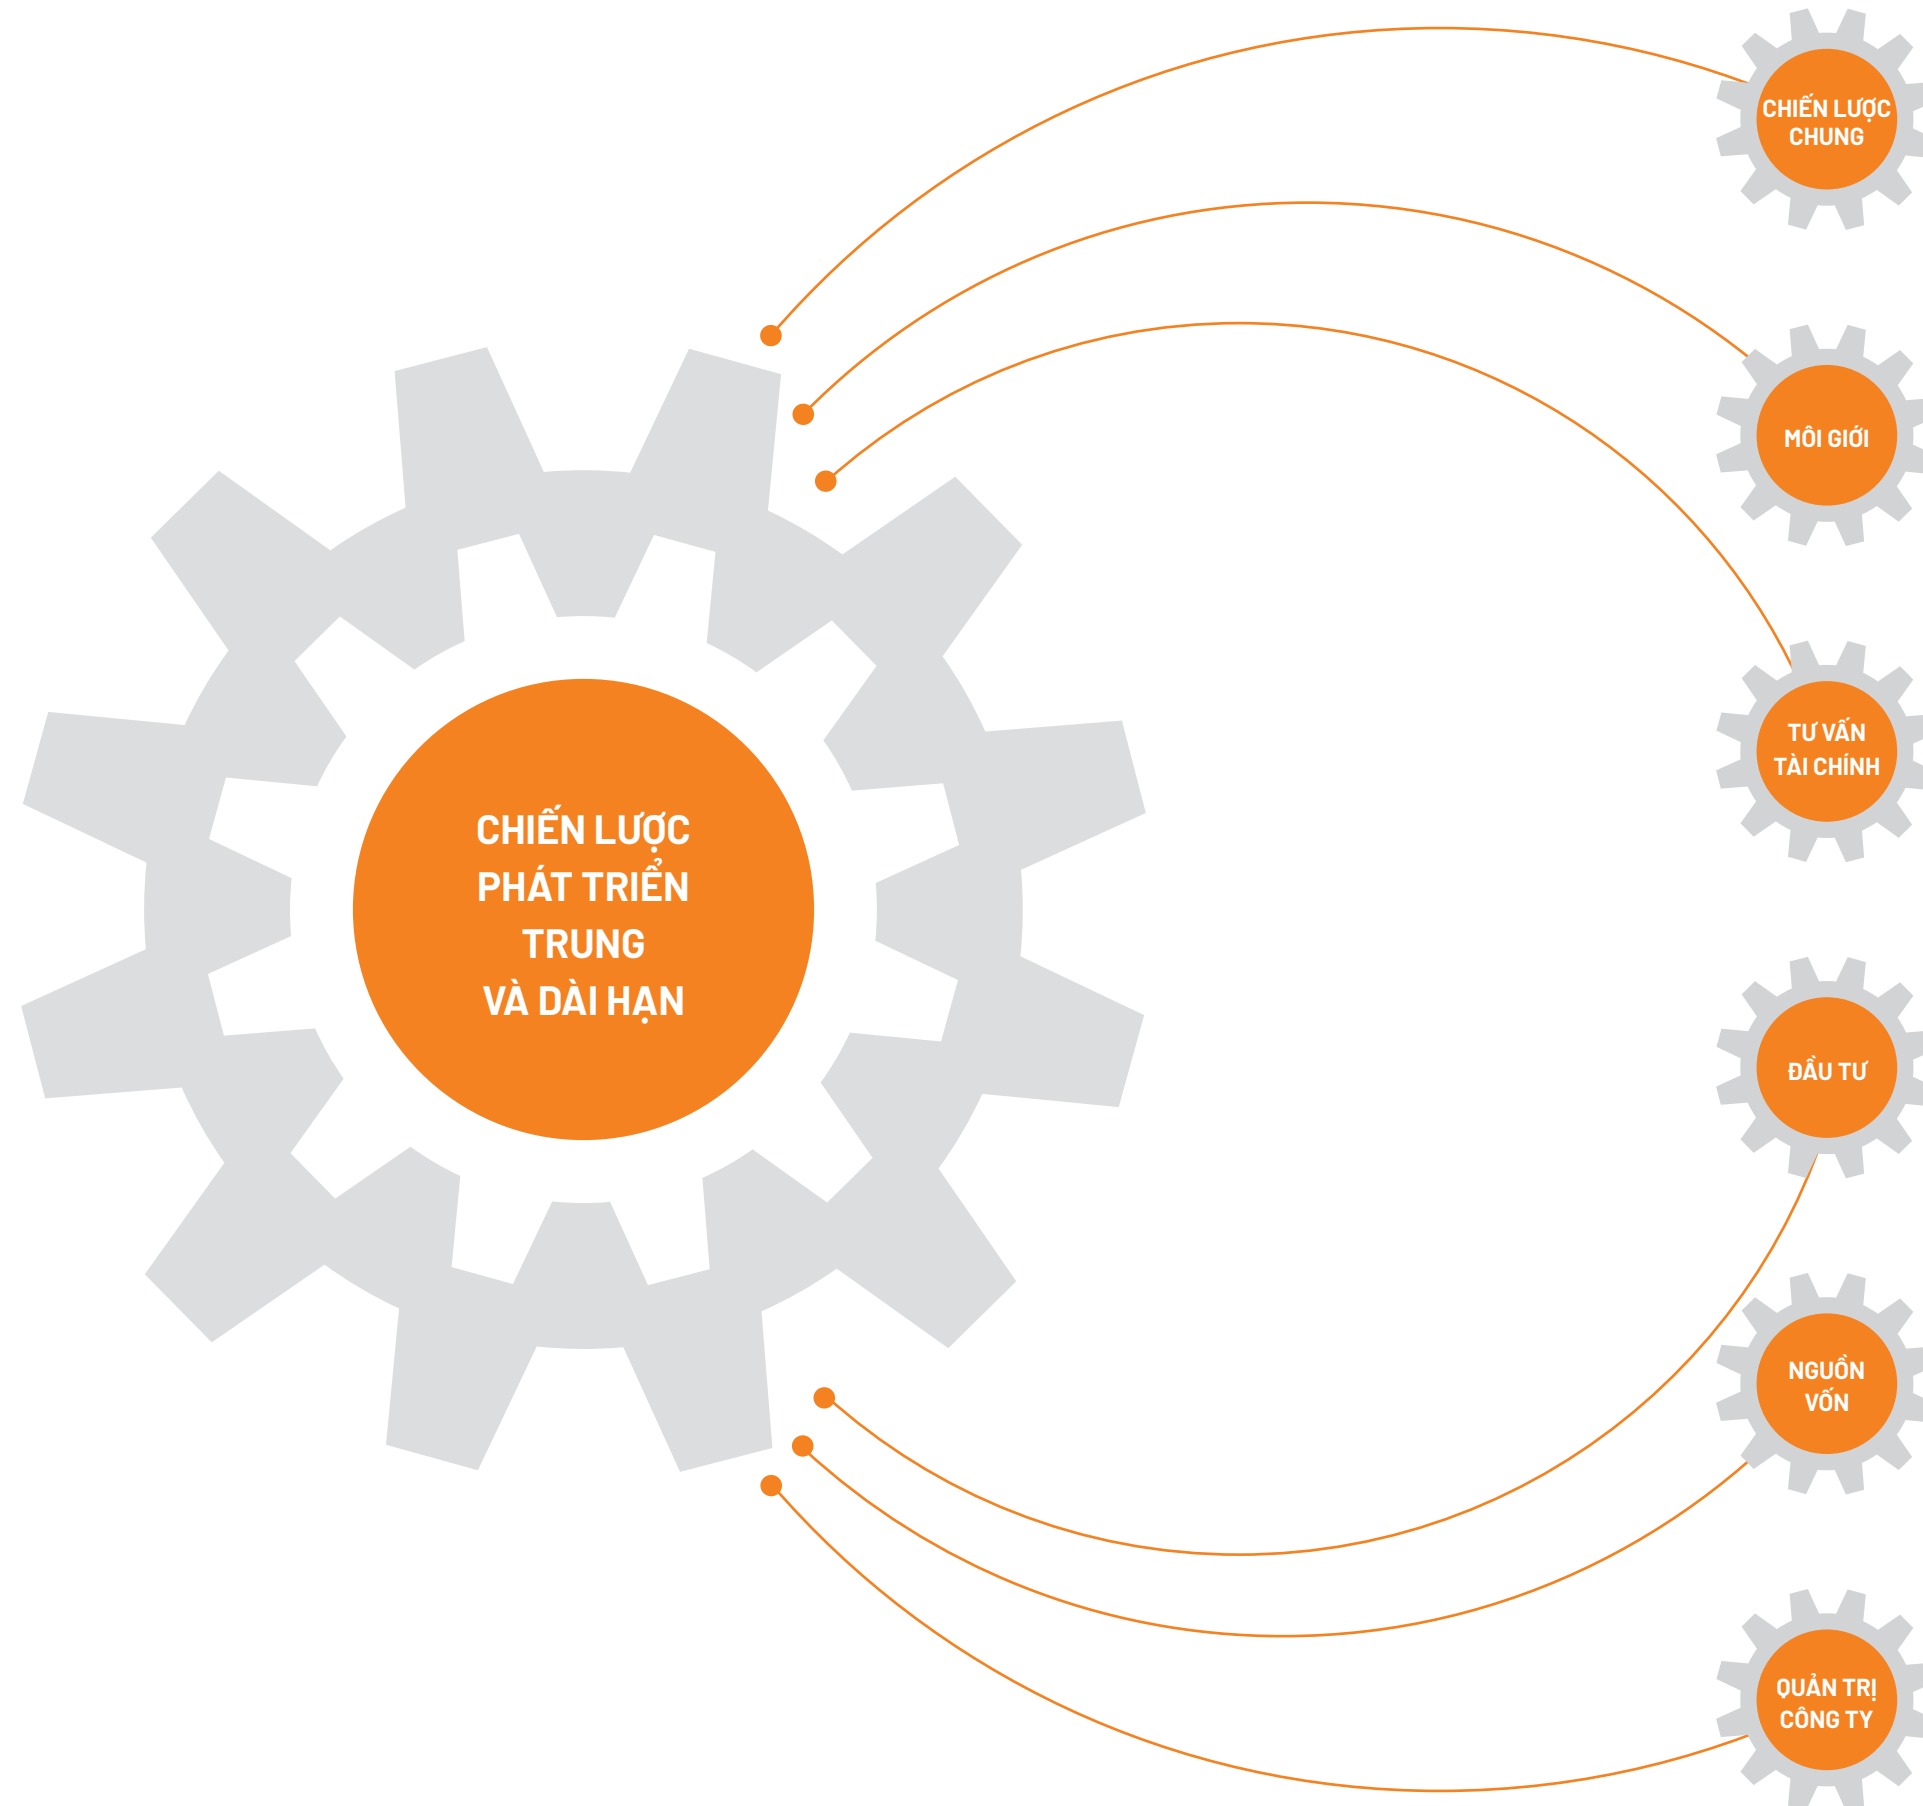 CHIẾN LƯỢC
PHÁT TRIỂN
TRUNG
VÀ DÀI HẠN
CHIẾN LƯỢC
CHUNG
MÔI GIỚI
TƯ VẤN
TÀI CHÍNH
ĐẦU TƯ
NGUỒN
VỐN
QUẢN TRỊ
CÔNG TY